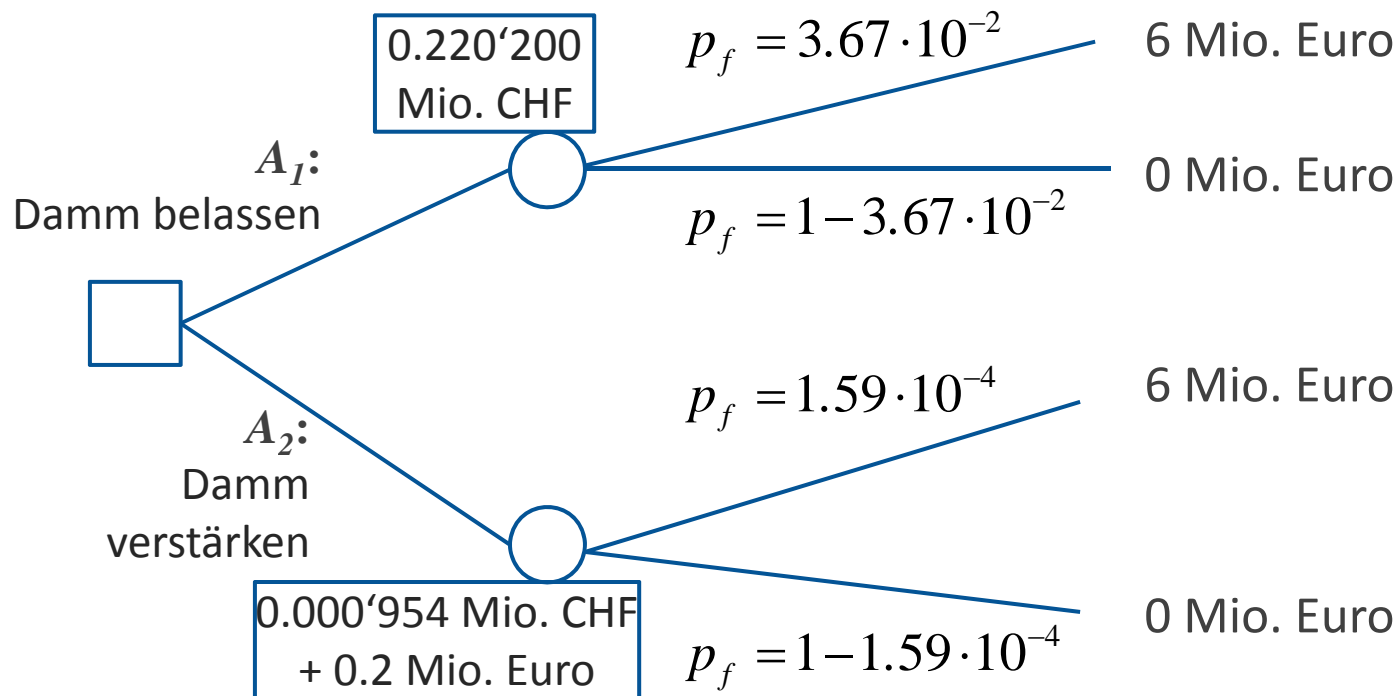 0.220‘200
Mio. CHF
p_f = 3.67·10⁻²
6 Mio. Euro
A₁:
Damm belassen
0 Mio. Euro
p_f = 1−3.67·10⁻²
p_f = 1.59·10⁻⁴
6 Mio. Euro
A₂:
Damm
verstärken
0.000‘954 Mio. CHF
+ 0.2 Mio. Euro
0 Mio. Euro
p_f = 1−1.59·10⁻⁴